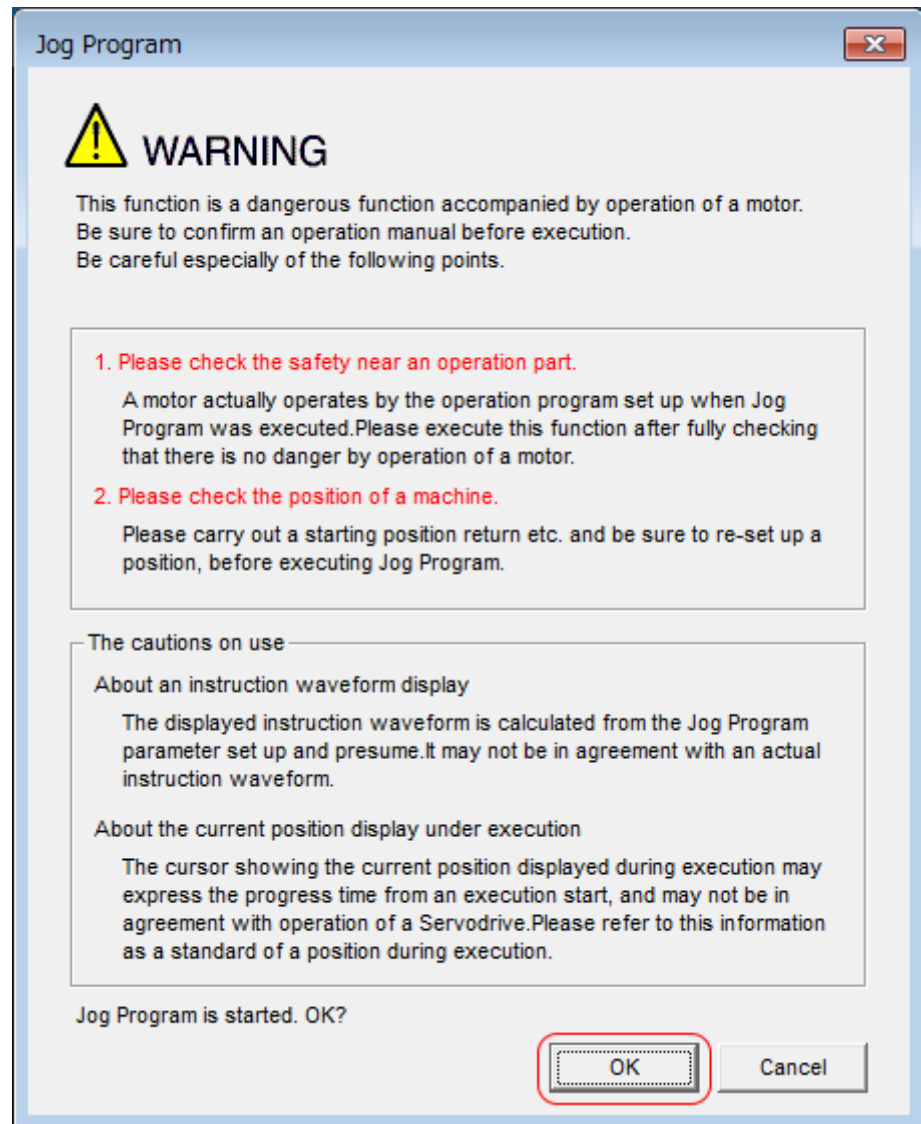 Jog Program
WARNING
This function is a dangerous function accompanied by operation of a motor.
Be sure to confirm an operation manual before execution.
Be careful especially of the following points.
1. Please check the safety near an operation part.
A motor actually operates by the operation program set up when Jog
Program was executed.Please execute this function after fully checking
that there is no danger by operation of a motor.
2. Please check the position of a machine.
Please carry out a starting position return etc. and be sure to re-set up a
position, before executing Jog Program.
The cautions on use
About an instruction waveform display
The displayed instruction waveform is calculated from the Jog Program
parameter set up and presume.It may not be in agreement with an actual
instruction waveform.
About the current position display under execution
The cursor showing the current position displayed during execution may
express the progress time from an execution start, and may not be in
agreement with operation of a Servodrive.Please refer to this information
as a standard of a position during execution.
Jog Program is started. OK?
OK
Cancel